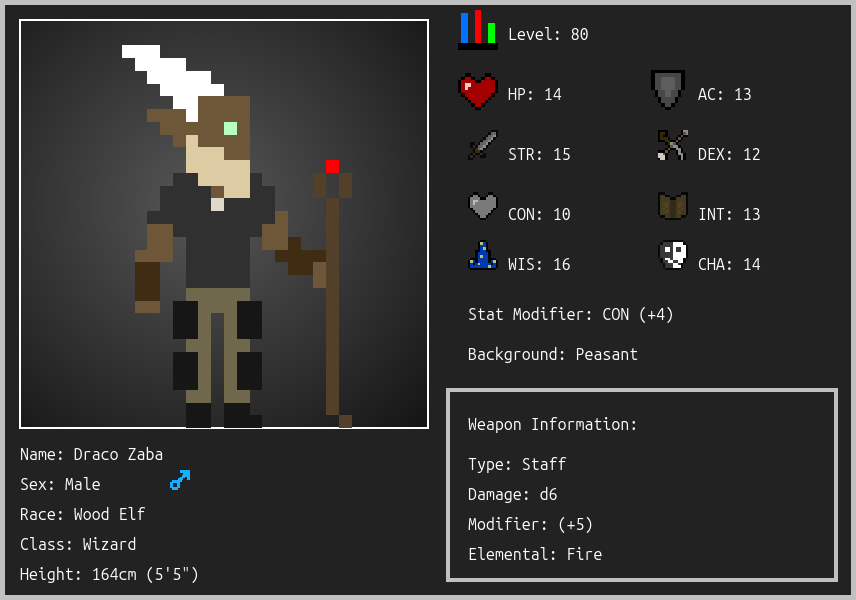 Level: 80
HP: 14
AC: 13
STR: 15
DEX: 12
CON: 10
INT: 13
WIS: 16
CHA: 14
Stat Modifier: CON (+4)
Background: Peasant
Weapon Information:
Type: Staff
Damage: d6
Modifier: (+5)
Elemental: Fire
Name: Draco Zaba
Sex: Male
Race: Wood Elf
Class: Wizard
Height: 164cm (5'5")